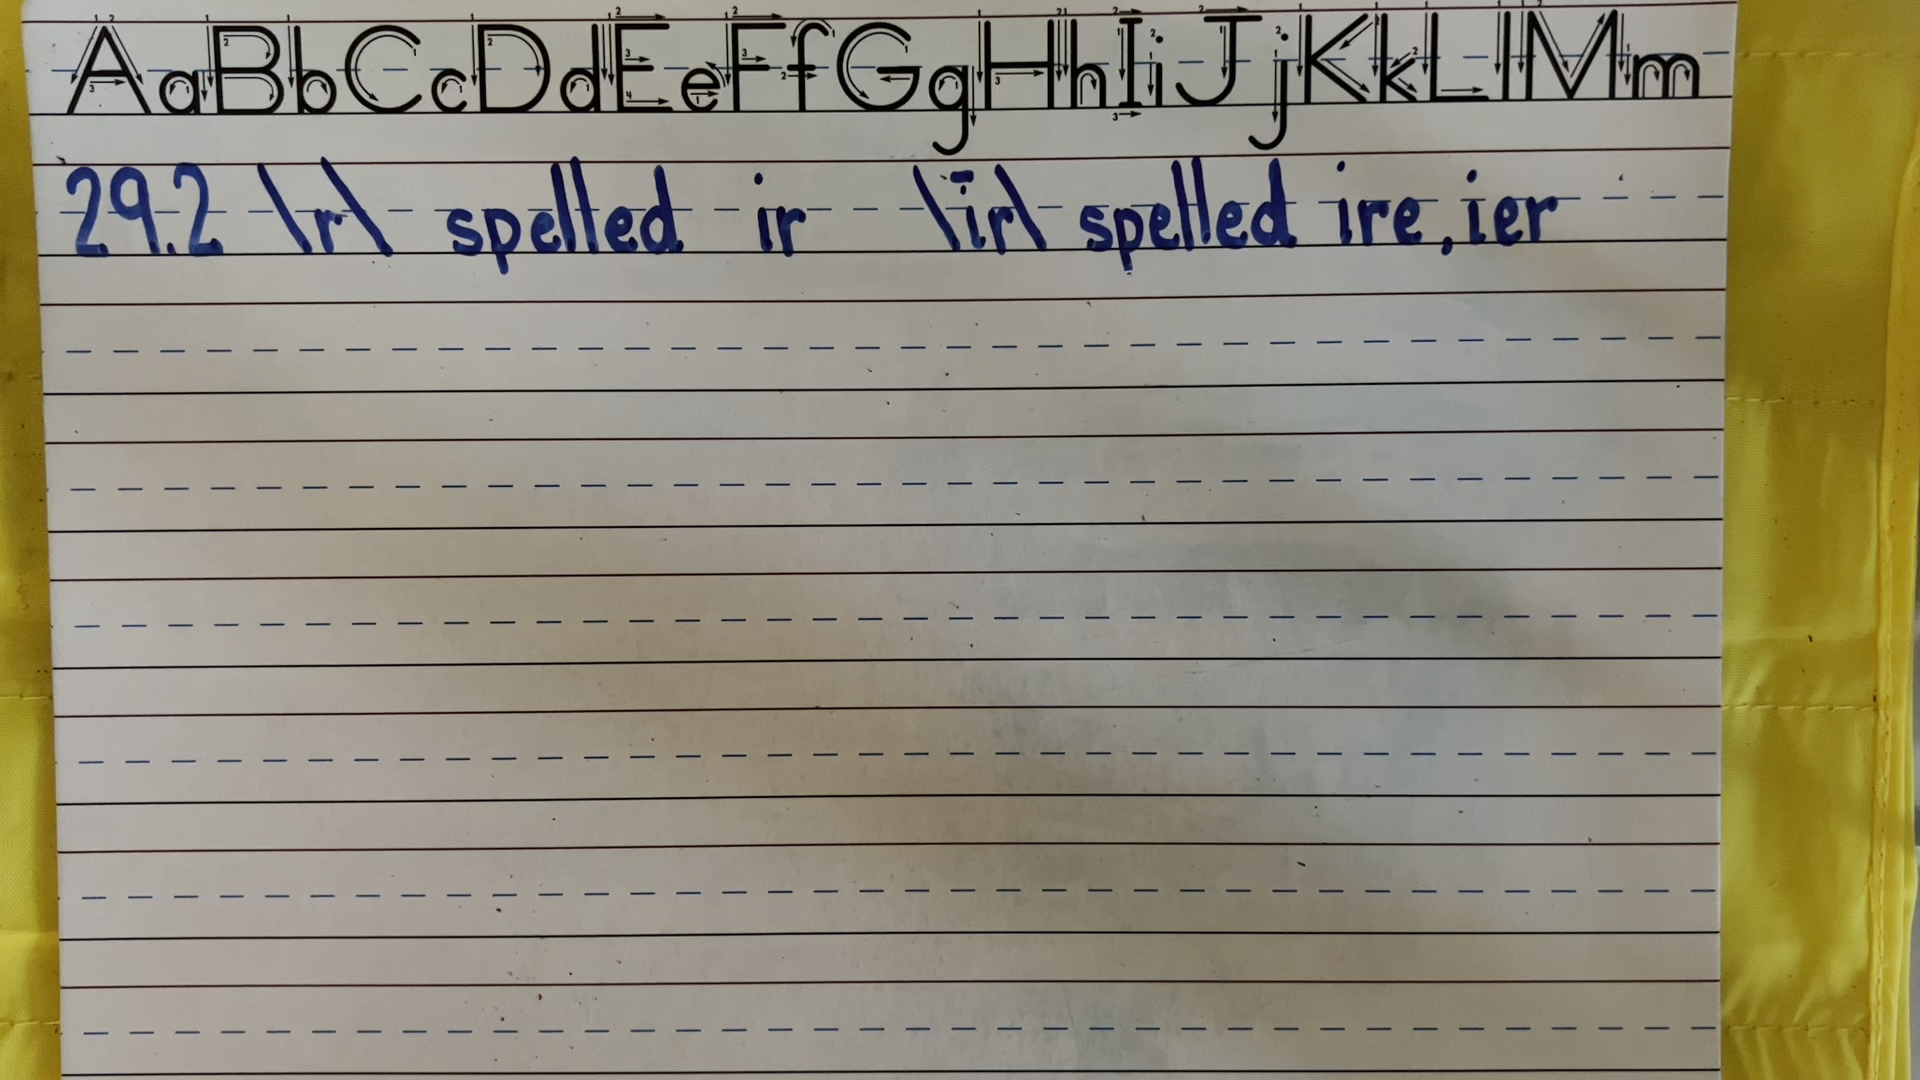 AaBbCcDdEeFfGgHhIiJjKkLlMm
29.2 \r\ spelled ir \īr\ spelled ire, ier